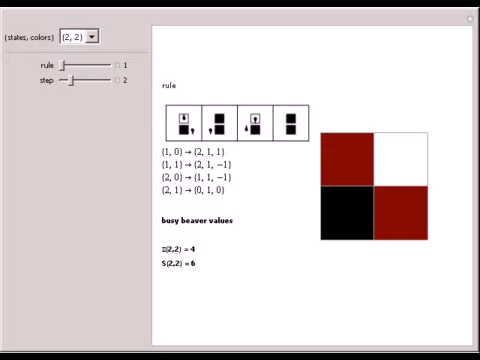 (states, colors) {2, 2}
rule 1
step 2
rule
{1, 0} → {2, 1, 1}
{1, 1} → {2, 1, −1}
{2, 0} → {1, 1, −1}
{2, 1} → {0, 1, 0}
busy beaver values
Σ(2,2) = 4
S(2,2) = 6